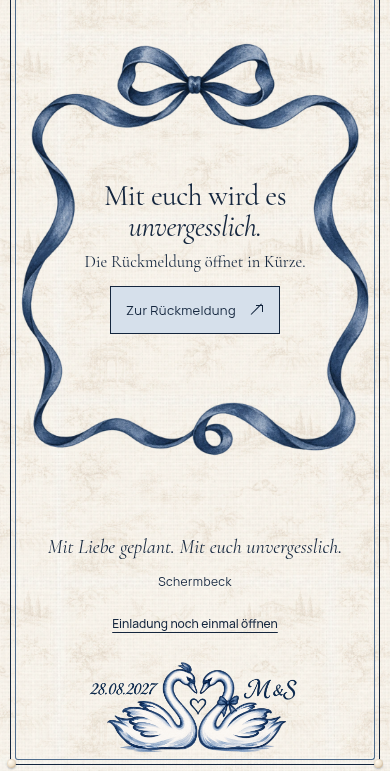 Mit euch wird es
unvergesslich.
Die Rückmeldung öffnet in Kürze.
Zur Rückmeldung
Mit Liebe geplant. Mit euch unvergesslich.
Schermbeck
Einladung noch einmal öffnen
28.08.2027 M&S